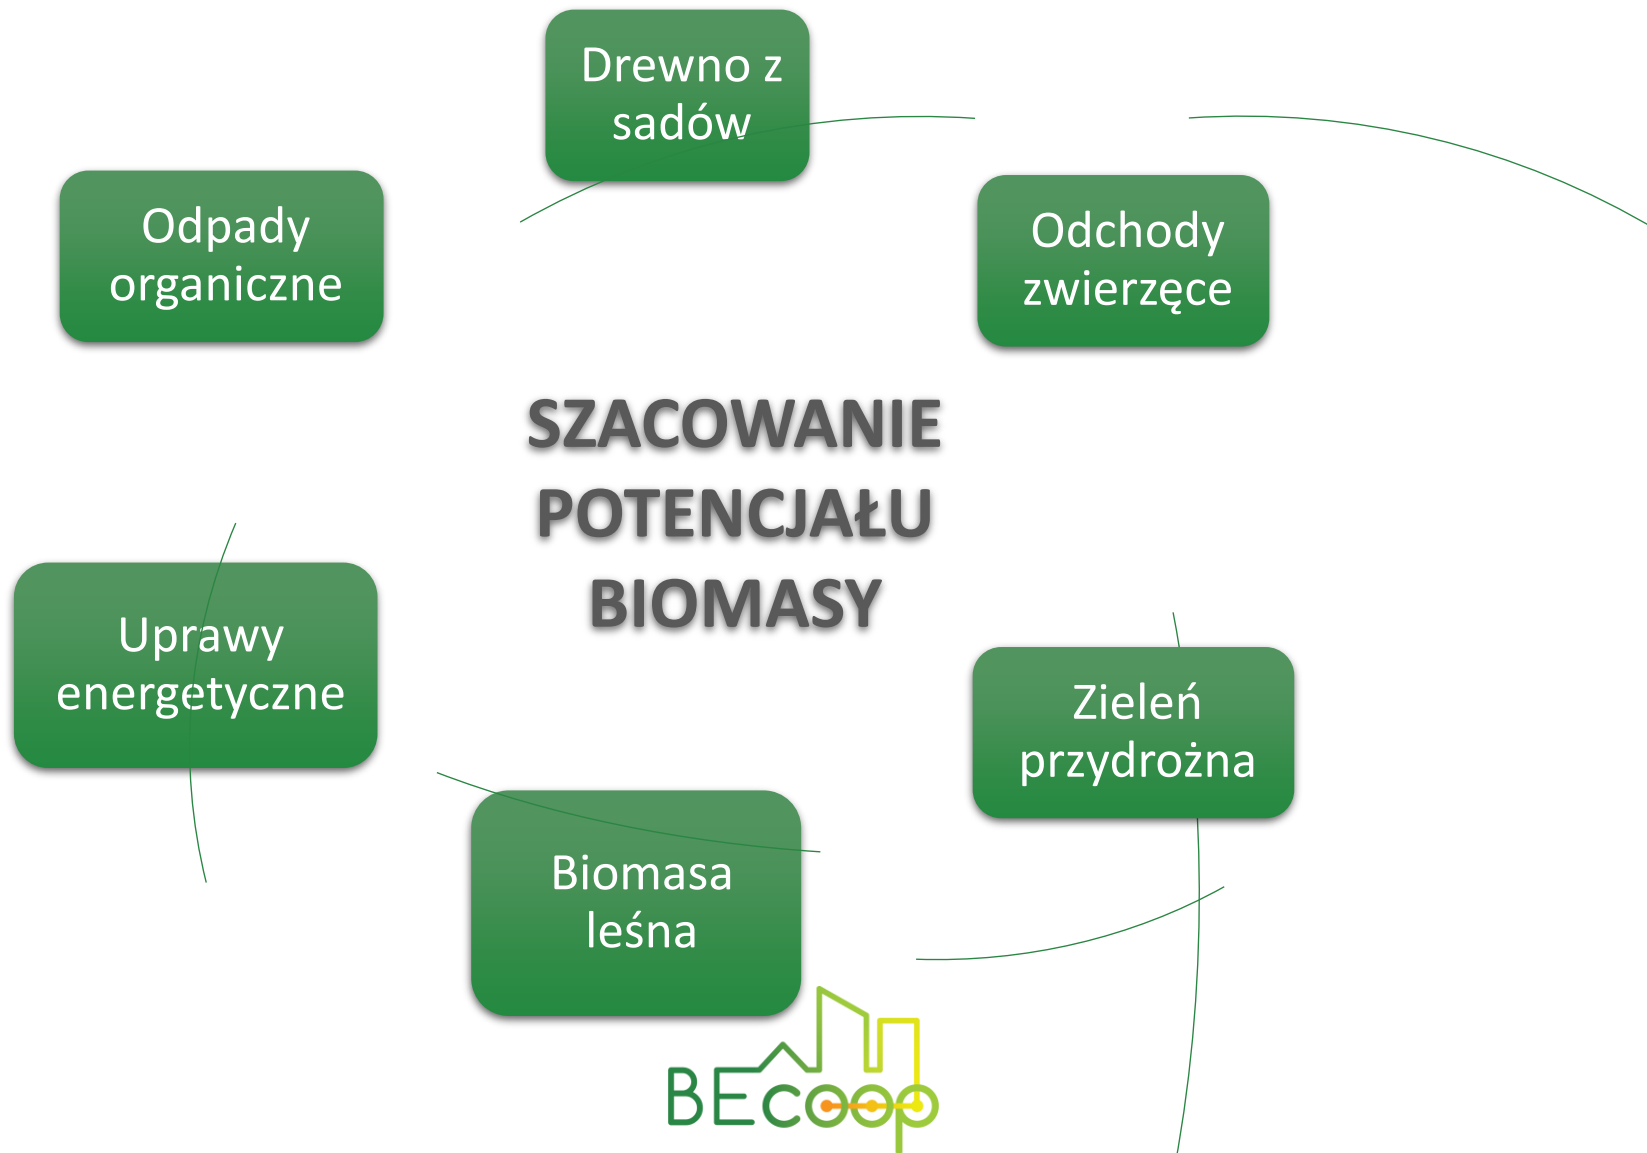 Drewno z
sadów
Odpady
organiczne
Odchody
zwierzęce
SZACOWANIE
POTENCJAŁU
BIOMASY
Uprawy
energetyczne
Zieleń
przydrożna
Biomasa
leśna
BEcoop